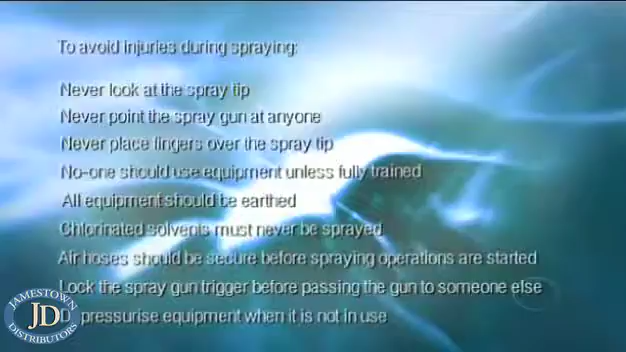 To avoid injuries during spraying:
Never look at the spray tip
Never point the spray gun at anyone
Never place fingers over the spray tip
No-one should use equipment unless fully trained
All equipment should be earthed
Chlorinated solvents must never be sprayed
Air hoses should be secure before spraying operations are started
Lock the spray gun trigger before passing the gun to someone else
pressurise equipment when it is not in use
JAMESTOWN
JD
DISTRIBUTORS